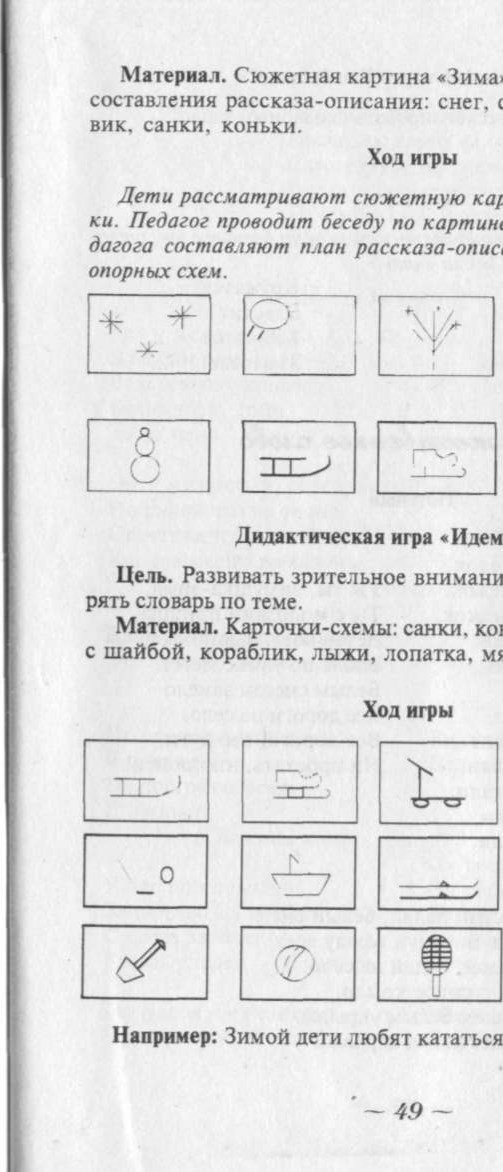 Материал. Сюжетная картина «Зима»
составления рассказа-описания: снег, с
вик, санки, коньки.
Ход игры
Дети рассматривают сюжетную кар
ки. Педагог проводит беседу по картине
дагога составляют план рассказа-описа
опорных схем.
Дидактическая игра «Идем
Цель. Развивать зрительное внимани
рять словарь по теме.
Материал. Карточки-схемы: санки, кон
с шайбой, кораблик, лыжи, лопатка, мя
Ход игры
Например: Зимой дети любят кататься
— 49 —